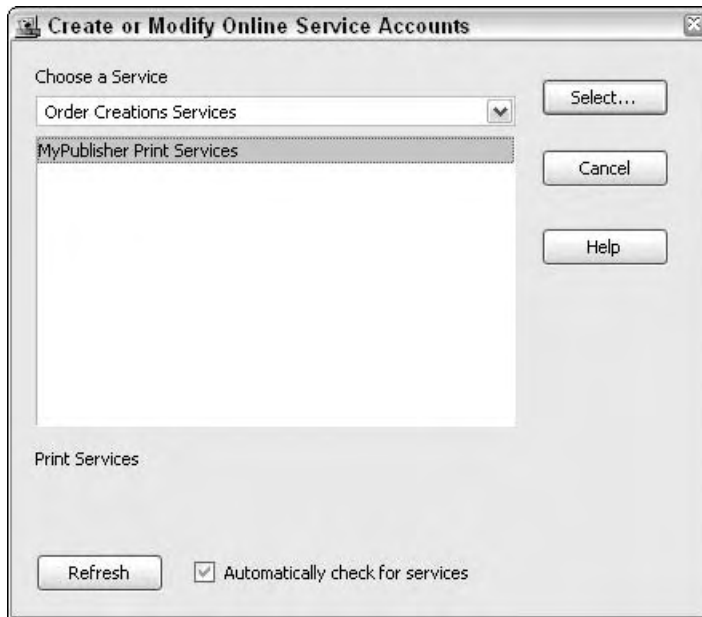 Create or Modify Online Service Accounts
Choose a Service
Order Creations Services
Select...
MyPublisher Print Services
Cancel
Help
Print Services
Refresh
Automatically check for services